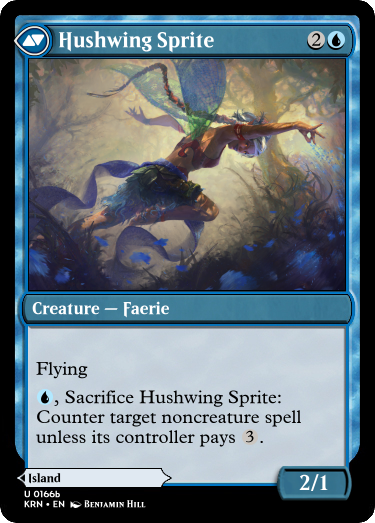 Hushwing Sprite 2
Creature — Faerie
Flying
, Sacrifice Hushwing Sprite:
Counter target noncreature spell
unless its controller pays 3.
Island
2/1
U 0166b
KRN • EN Benjamin Hill